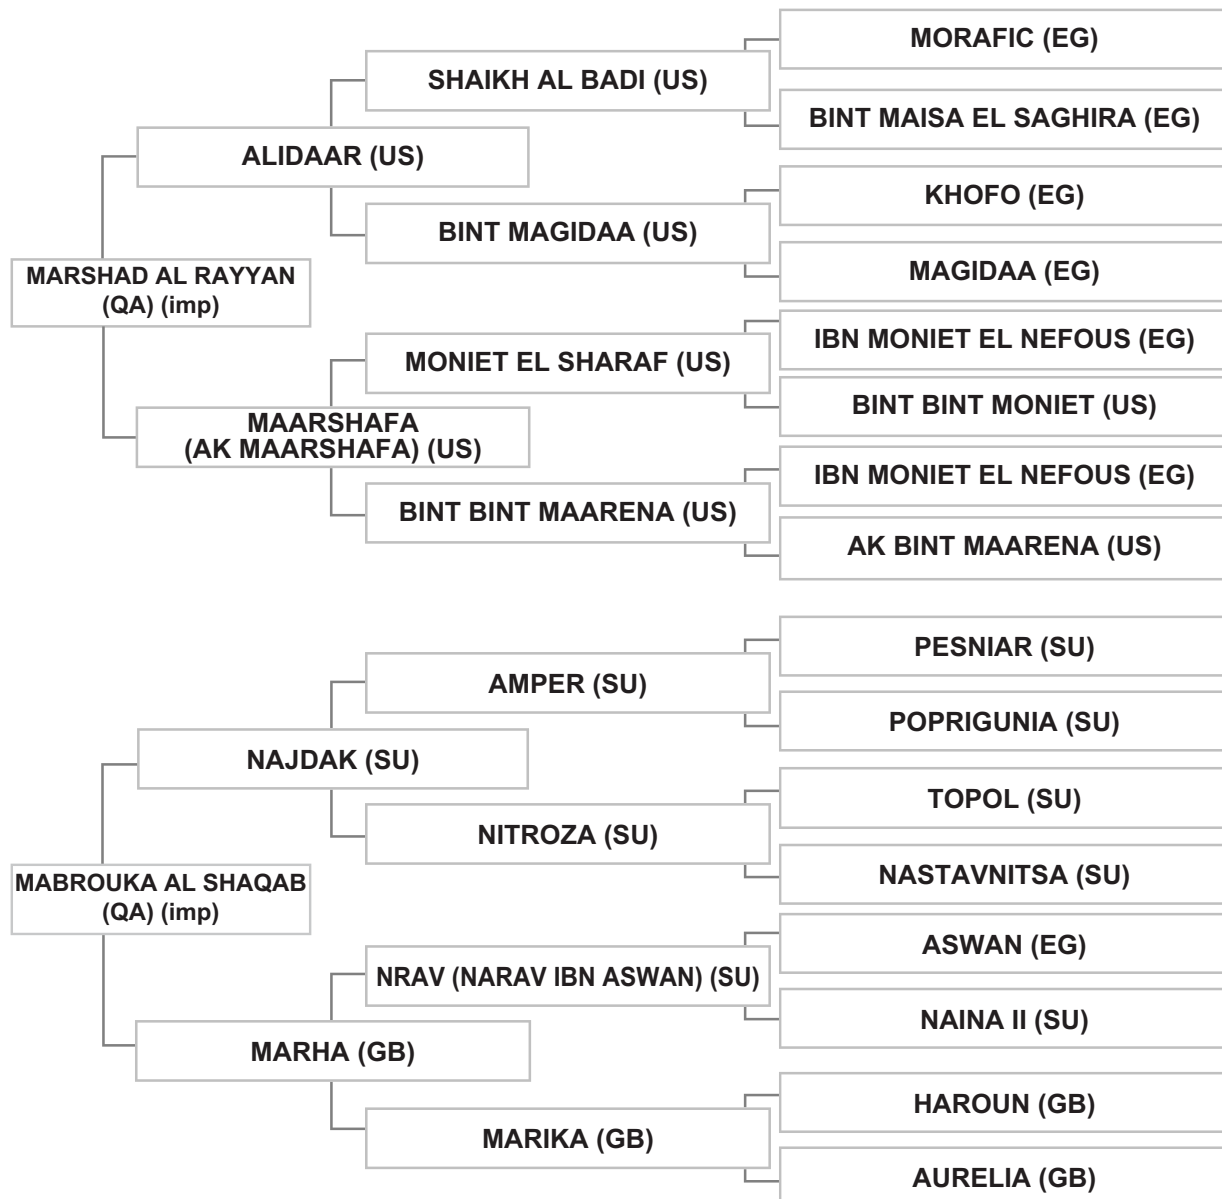 MORAFIC (EG)
SHAIKH AL BADI (US)
BINT MAISA EL SAGHIRA (EG)
ALIDAAR (US)
KHOFO (EG)
BINT MAGIDAA (US)
MAGIDAA (EG)
MARSHAD AL RAYYAN
(QA) (imp)
IBN MONIET EL NEFOUS (EG)
MONIET EL SHARAF (US)
BINT BINT MONIET (US)
MAARSHAFA
(AK MAARSHAFA) (US)
IBN MONIET EL NEFOUS (EG)
BINT BINT MAARENA (US)
AK BINT MAARENA (US)
PESNIAR (SU)
AMPER (SU)
POPRIGUNIA (SU)
NAJDAK (SU)
TOPOL (SU)
NITROZA (SU)
NASTAVNITSA (SU)
MABROUKA AL SHAQAB
(QA) (imp)
ASWAN (EG)
NRAV (NARAV IBN ASWAN) (SU)
NAINA II (SU)
MARHA (GB)
HAROUN (GB)
MARIKA (GB)
AURELIA (GB)